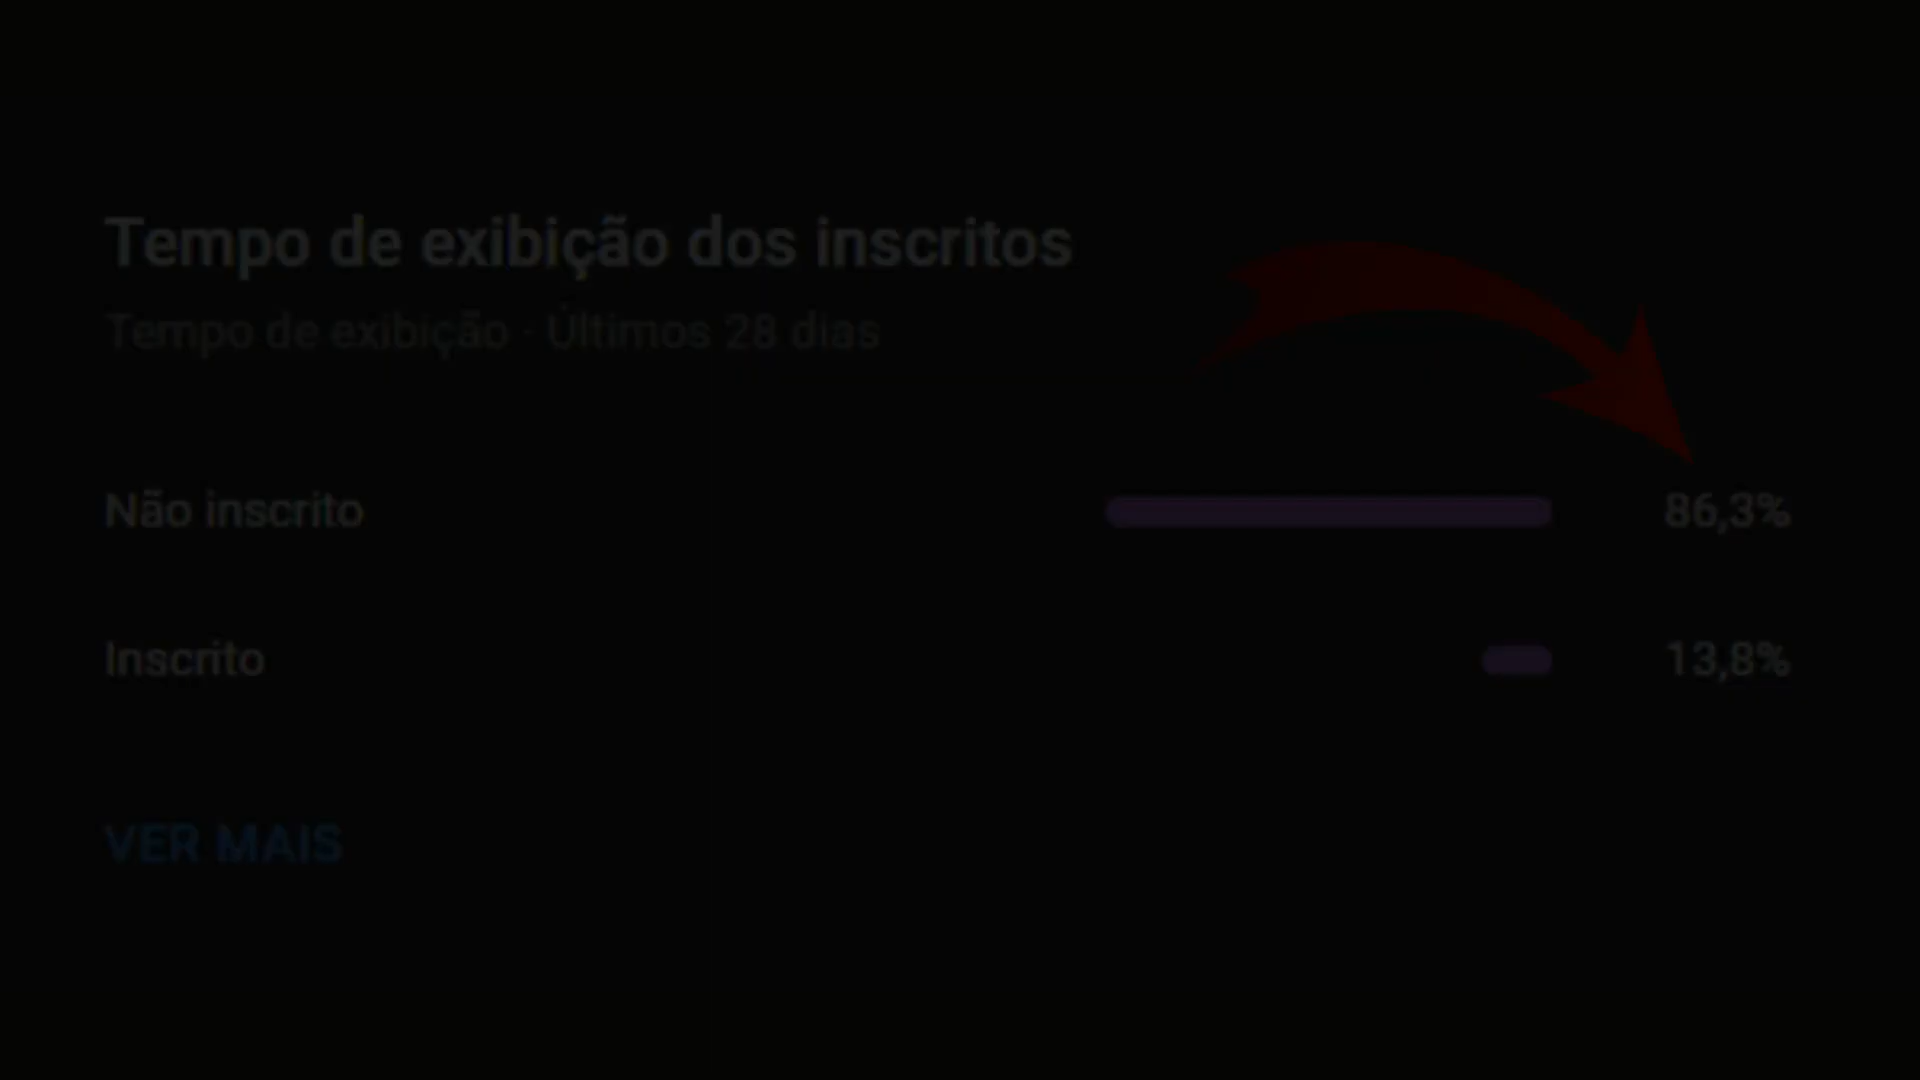 Tempo de exibição dos inscritos
Tempo de exibição · Últimos 28 dias
Não inscrito 86,3%
Inscrito 13,8%
VER MAIS